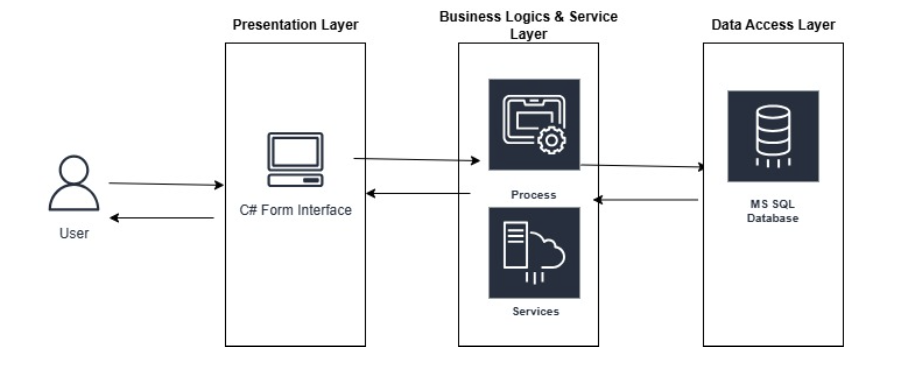 Presentation Layer
Business Logics & Service
Layer
Data Access Layer
User
C# Form Interface
Process
Services
MS SQL
Database